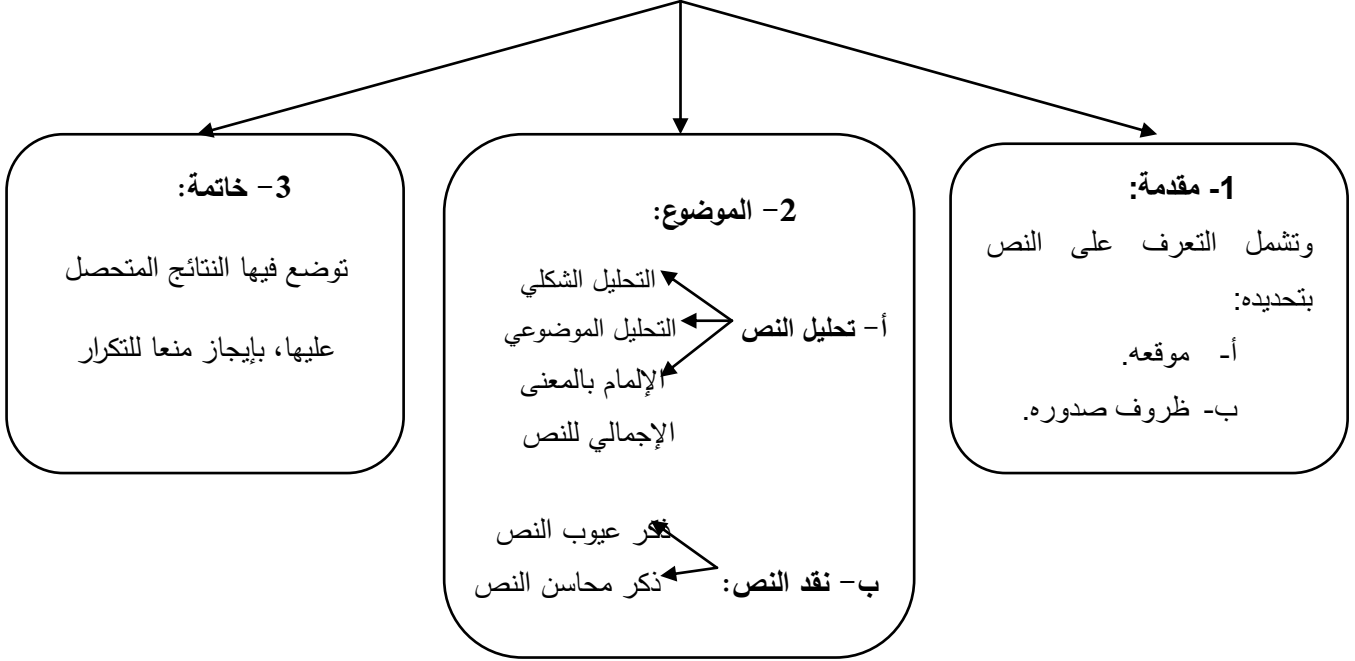 1- مقدمة:
وتشمل التعرف على النص
بتحديده:
أ- موقعه.
ب- ظروف صدوره.
2- الموضوع:
التحليل الشكلي
أ- تحليل النص التحليل الموضوعي
الإلمام بالمعنى
الإجمالي للنص
ذكر عيوب النص
ب- نقد النص: ذكر محاسن النص
3- خاتمة:
توضع فيها النتائج المتحصل
عليها، بإيجاز منعا للتكرار